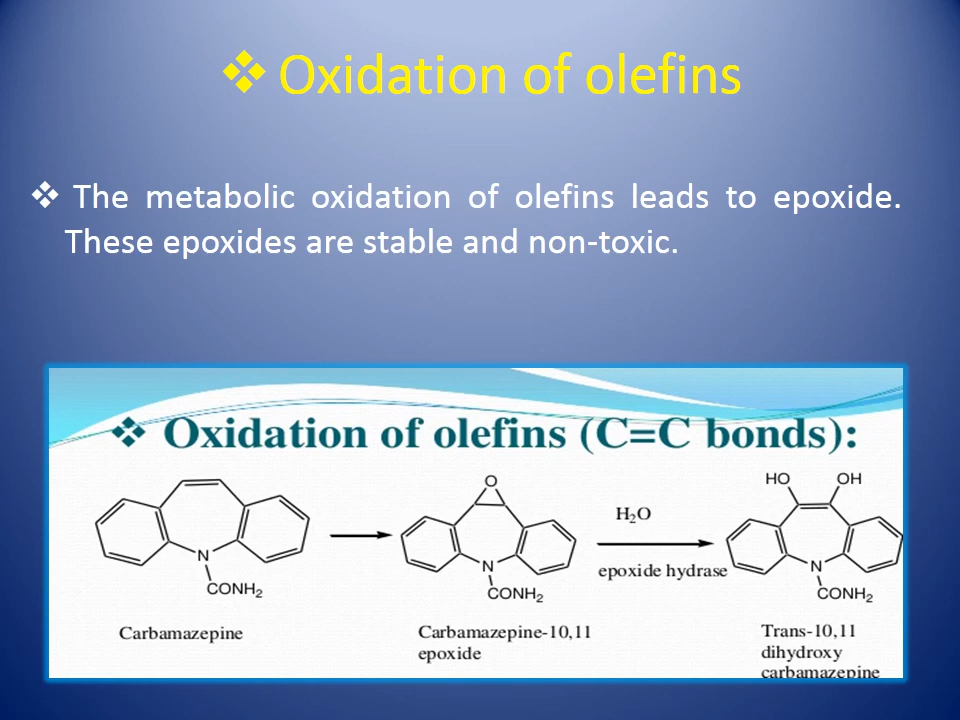 ❖ Oxidation of olefins
❖ The metabolic oxidation of olefins leads to epoxide.
These epoxides are stable and non-toxic.
❖ Oxidation of olefins (C=C bonds):
O
HO OH
H₂O
N
CONH₂
epoxide hydrase
N
CONH₂
N
CONH₂
Carbamazepine
Carbamazepine-10,11
epoxide
Trans-10,11
dihydroxy
carbamazepine